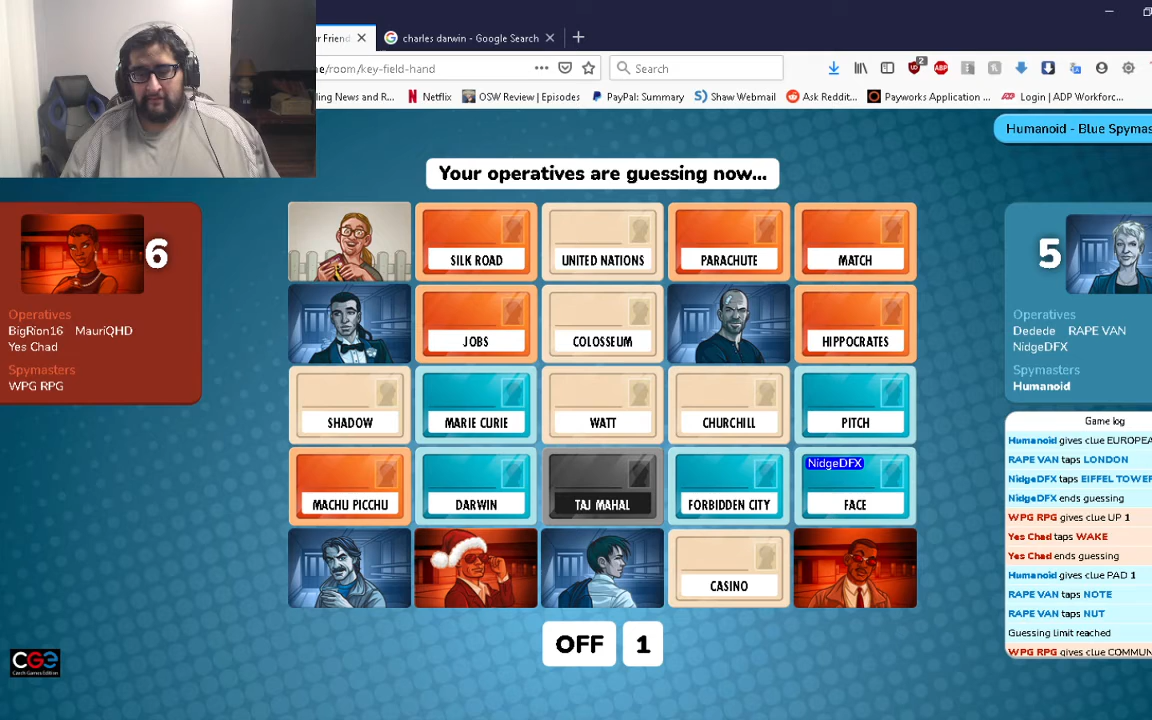 ur Friend
charles darwin - Google Search
ne/room/key-field-hand
Search
2
ABP
ling News and R...
Netflix
OSW Review | Episodes
PayPal: Summary
Shaw Webmail
Ask Reddit...
Payworks Application ...
Login | ADP Workforc...
Humanoid - Blue Spymas
Your operatives are guessing now...
6
Operatives
BigRion16 MauriQHD
Yes Chad
Spymasters
WPG RPG
SILK ROAD
UNITED NATIONS
PARACHUTE
MATCH
JOBS
COLOSSEUM
HIPPOCRATES
SHADOW
MARIE CURIE
WATT
CHURCHILL
PITCH
MACHU PICCHU
DARWIN
TAJ MAHAL
FORBIDDEN CITY
NidgeDFX
FACE
CASINO
OFF 1
5
Operatives
Dedede RAPE VAN
NidgeDFX
Spymasters
Humanoid
Game log
Humanoid gives clue EUROPEA
RAPE VAN taps LONDON
NidgeDFX taps EIFFEL TOWER
NidgeDFX ends guessing
WPG RPG gives clue UP 1
Yes Chad taps WAKE
Yes Chad ends guessing
Humanoid gives clue PAD 1
RAPE VAN taps NOTE
RAPE VAN taps NUT
Guessing limit reached
WPG RPG gives clue COMMUN
CGE
Czech Games Edition